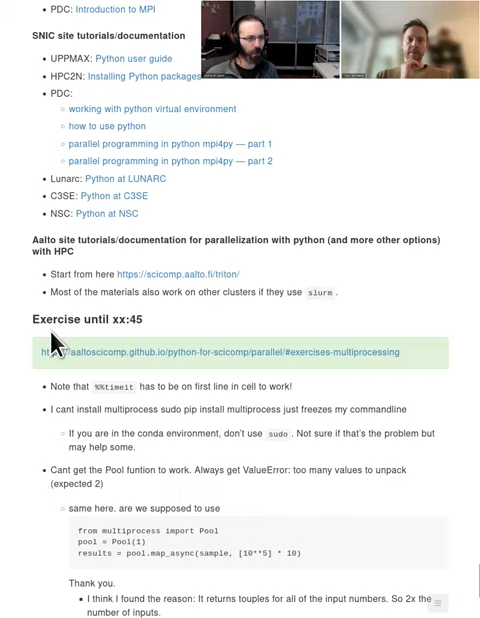 PDC: Introduction to MPI
SNIC site tutorials/documentation
UPPMAX: Python user guide
HPC2N: Installing Python packages
PDC:
working with python virtual environment
how to use python
parallel programming in python mpi4py — part 1
parallel programming in python mpi4py — part 2
Lunarc: Python at LUNARC
C3SE: Python at C3SE
NSC: Python at NSC
Aalto site tutorials/documentation for parallelization with python (and more other options)
with HPC
Start from here https://scicomp.aalto.fi/triton/
Most of the materials also work on other clusters if they use slurm .
Exercise until xx:45
ht //aaltoscicomp.github.io/python-for-scicomp/parallel/#exercises-multiprocessing
Note that %%timeit has to be on first line in cell to work!
I cant install multiprocess sudo pip install multiprocess just freezes my commandline
If you are in the conda environment, don't use sudo . Not sure if that's the problem but
may help some.
Cant get the Pool funtion to work. Always get ValueError: too many values to unpack
(expected 2)
same here. are we supposed to use
from multiprocess import Pool
pool = Pool(1)
results = pool.map_async(sample, [10**5] * 10)
Thank you.
I think I found the reason: It returns touples for all of the input numbers. So 2x the
number of inputs.